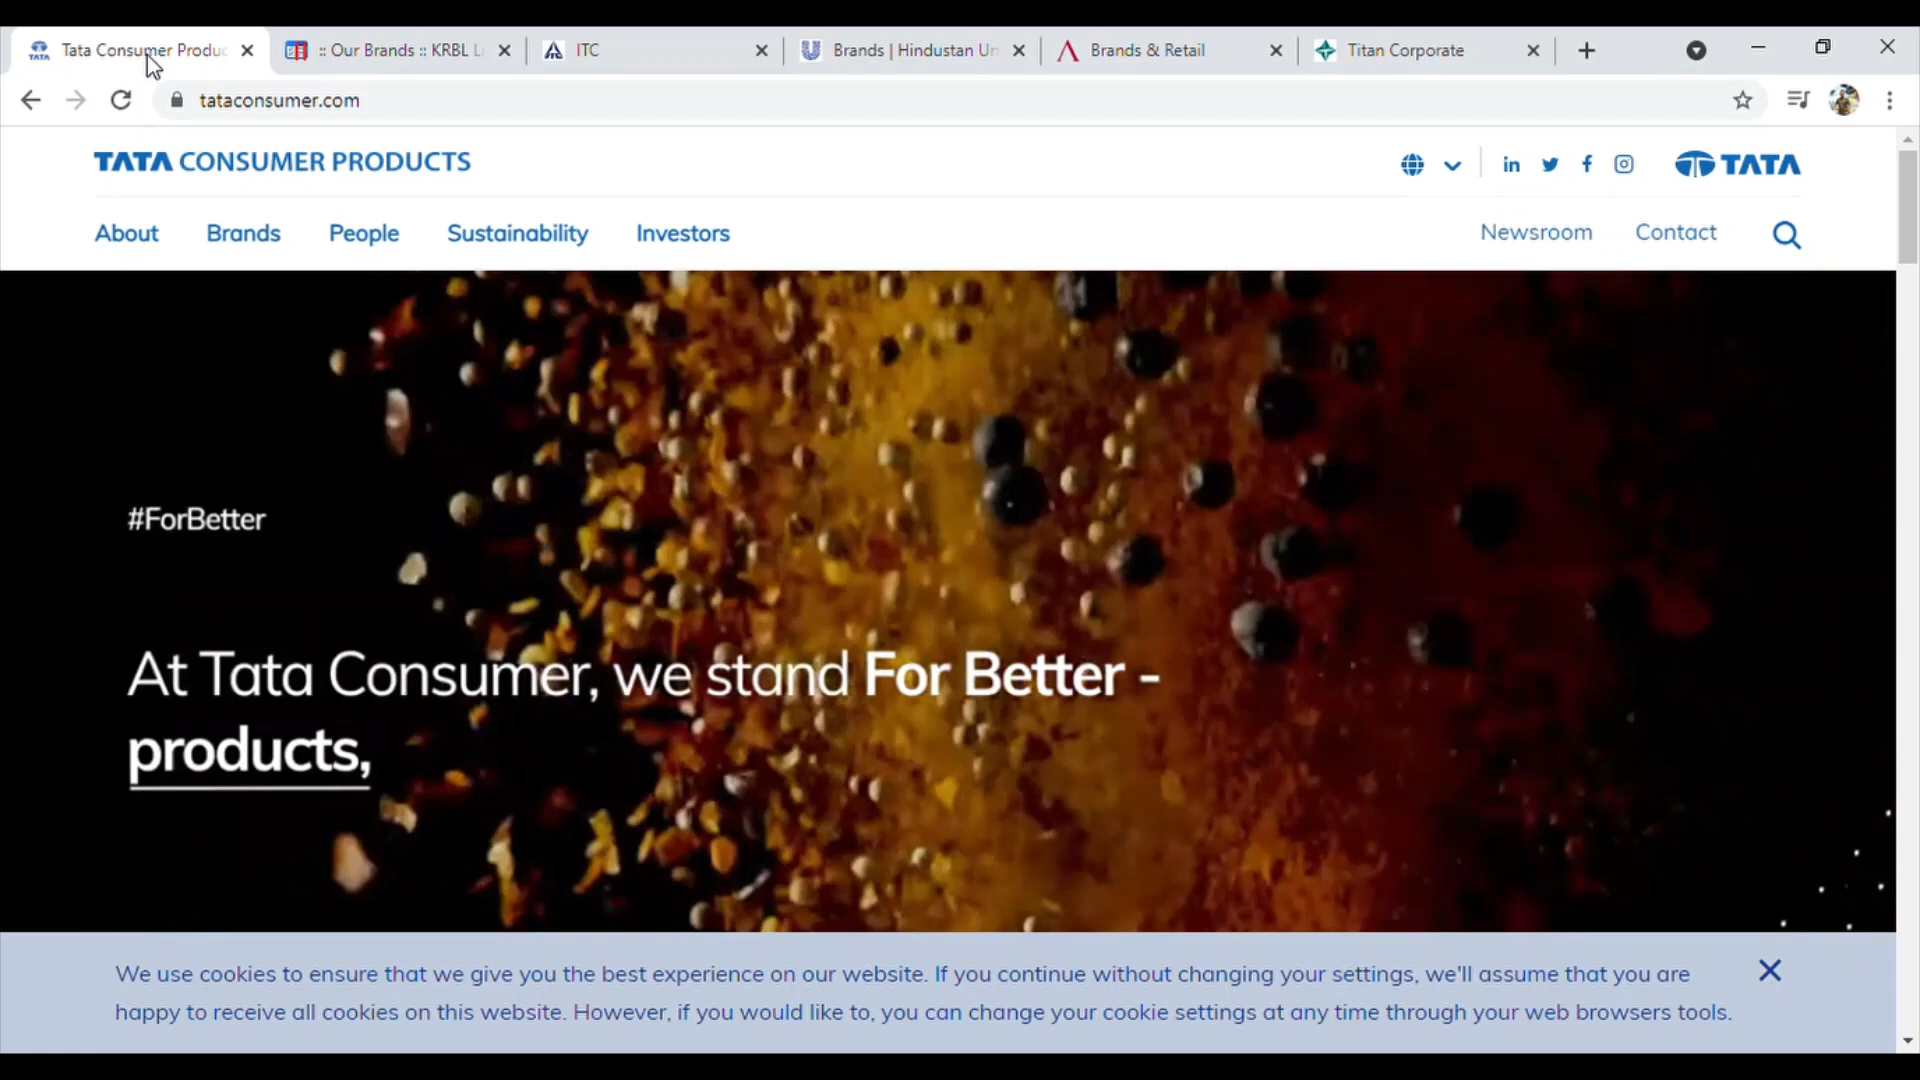 Tata Consumer Produc
:: Our Brands :: KRBL Li
ITC
Brands | Hindustan Un
Brands & Retail
Titan Corporate
tataconsumer.com
TATA CONSUMER PRODUCTS
TATA
About
Brands
People
Sustainability
Investors
Newsroom
Contact
#ForBetter
At Tata Consumer, we stand For Better -
products,
We use cookies to ensure that we give you the best experience on our website. If you continue without changing your settings, we'll assume that you are
happy to receive all cookies on this website. However, if you would like to, you can change your cookie settings at any time through your web browsers tools.